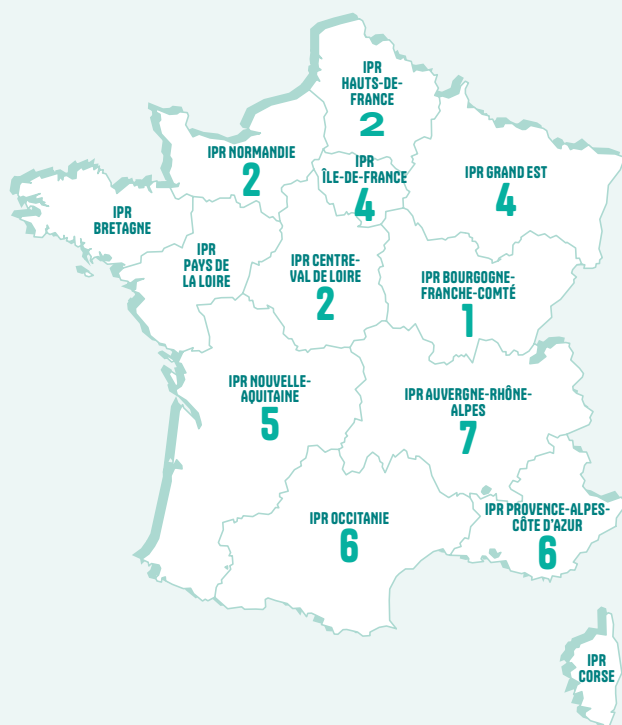 IPR
HAUTS-DE-
FRANCE
2
IPR NORMANDIE
2
IPR
ÎLE-DE-FRANCE
4
IPR GRAND EST
4
IPR
BRETAGNE
IPR
PAYS DE
LA LOIRE
IPR CENTRE-
VAL DE LOIRE
2
IPR BOURGOGNE-
FRANCHE-COMTÉ
1
IPR NOUVELLE-
AQUITAINE
5
IPR AUVERGNE-RHÔNE-
ALPES
7
IPR OCCITANIE
6
IPR PROVENCE-ALPES-
CÔTE D'AZUR
6
IPR
CORSE